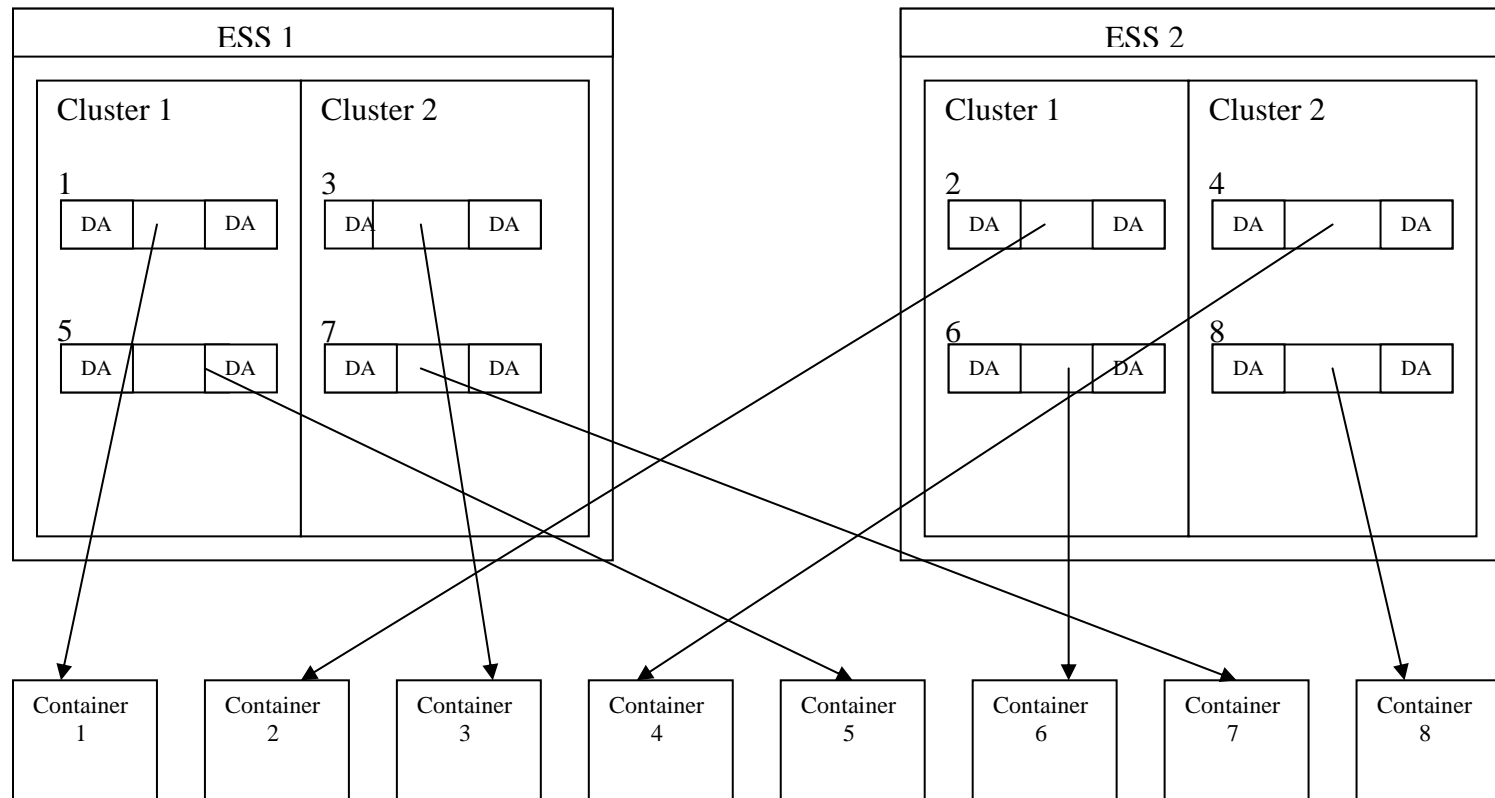 ESS 1
ESS 2
Cluster 1
Cluster 2
Cluster 1
Cluster 2
1
3
2
4
DA
DA
DA
DA
DA
DA
DA
DA
5
7
6
8
DA
DA
DA
DA
DA
DA
DA
DA
Container
1
Container
2
Container
3
Container
4
Container
5
Container
6
Container
7
Container
8